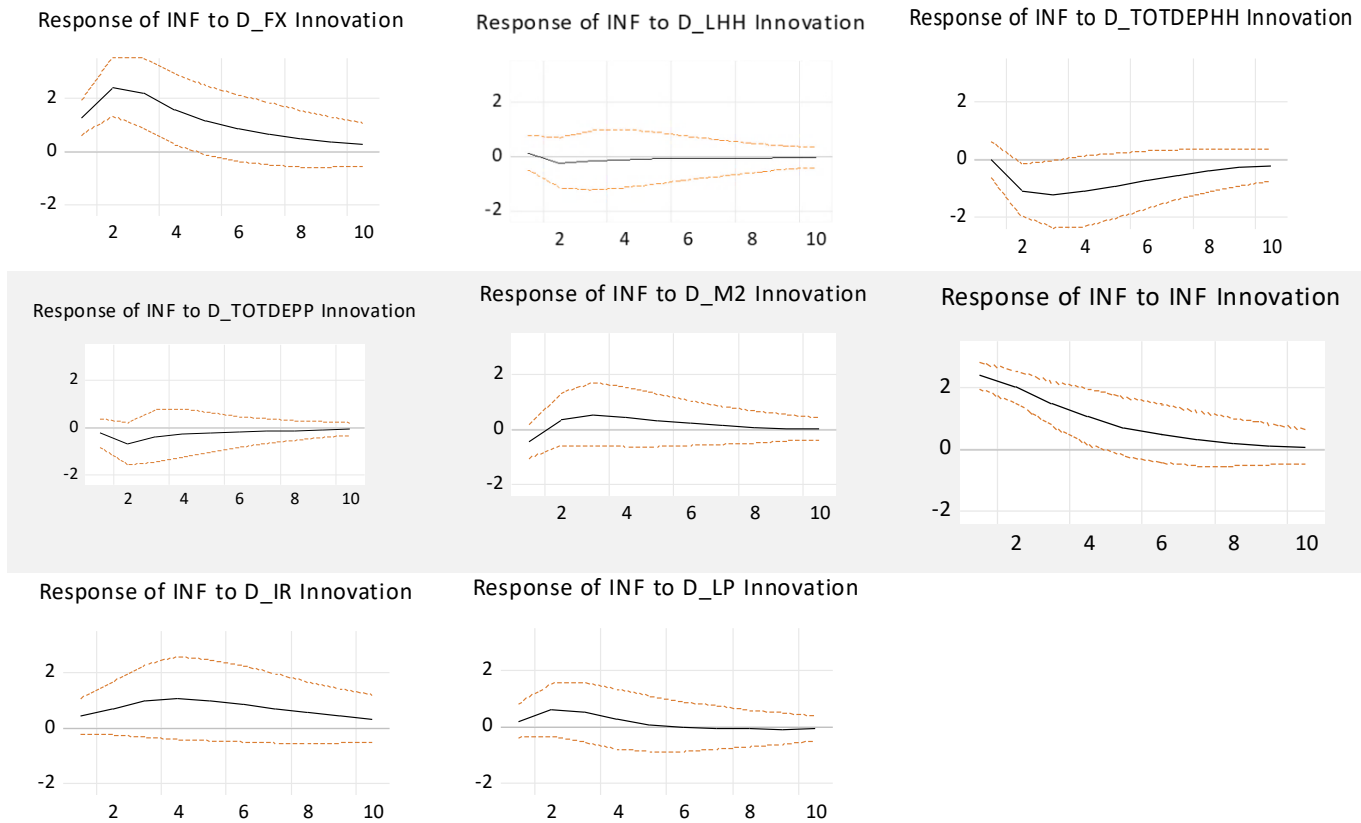 Response of INF to D_FX Innovation
2
0
-2
2 4 6 8 10
Response of INF to D_LHH Innovation
2
0
-2
2 4 6 8 10
Response of INF to D_TOTDEPHH Innovation
2
0
-2
2 4 6 8 10
Response of INF to D_TOTDEPP Innovation
2
0
-2
2 4 6 8 10
Response of INF to D_M2 Innovation
2
0
-2
2 4 6 8 10
Response of INF to INF Innovation
2
0
-2
2 4 6 8 10
Response of INF to D_IR Innovation
2
0
-2
2 4 6 8 10
Response of INF to D_LP Innovation
2
0
-2
2 4 6 8 10